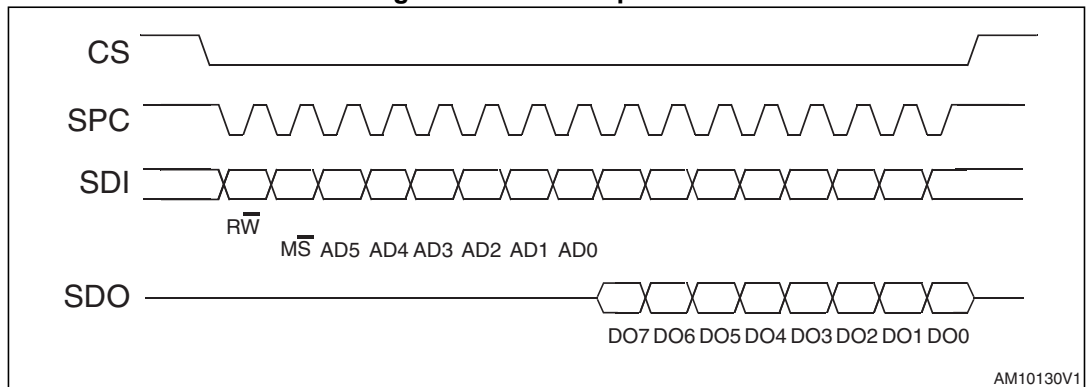 CS
SPC
SDI
RW̅
MS̅ AD5 AD4 AD3 AD2 AD1 AD0
SDO
DO7 DO6 DO5 DO4 DO3 DO2 DO1 DO0
AM10130V1